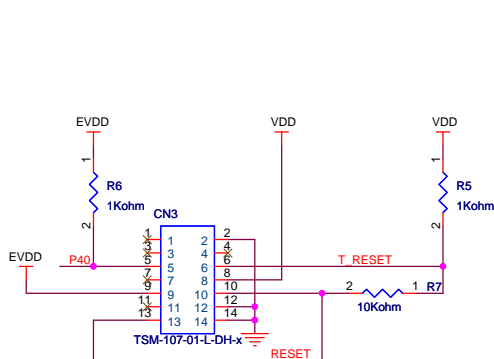 EVDD
VDD
VDD
1
1
R6
1Kohm
R5
1Kohm
2
2
CN3
1 1 2 2
3 3 4 4
P40 5 5 6 6 T_RESET
7 7 8 8
EVDD
9 9 10 10
2 1 R7
10Kohm
11 11 12 12
13 13 14 14
TSM-107-01-L-DH-x
RESET